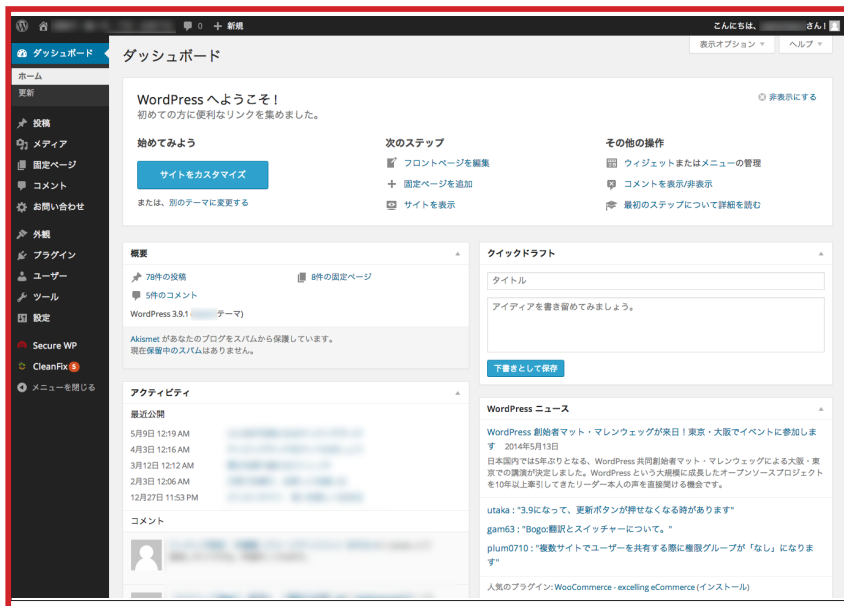 0 + 新規
こんにちは、 さん!
ダッシュボード
ホーム
更新
投稿
メディア
固定ページ
コメント
お問い合わせ
外観
プラグイン
ユーザー
ツール
設定
Secure WP
CleanFix 5
メニューを閉じる
ダッシュボード
表示オプション ▼
ヘルプ ▼
WordPress へようこそ!
初めての方に便利なリンクを集めました。
非表示にする
始めてみよう
サイトをカスタマイズ
または、別のテーマに変更する
次のステップ
フロントページを編集
固定ページを追加
サイトを表示
その他の操作
ウィジェットまたはメニューの管理
コメントを表示/非表示
最初のステップについて詳細を読む
概要
78件の投稿
8件の固定ページ
5件のコメント
WordPress 3.9.1 テーマ)
Akismet があなたのブログをスパムから保護しています。
現在保留中のスパムはありません。
アクティビティ
最近公開
5月9日 12:19 AM
4月3日 12:16 AM
3月12日 12:12 AM
2月3日 12:06 AM
12月27日 11:53 PM
コメント
クイックドラフト
タイトル
アイディアを書き留めてみましょう。
下書きとして保存
WordPress ニュース
WordPress 創始者マット・マレンウェッグが来日!東京・大阪でイベントに参加しま
す 2014年5月13日
日本国内では5年ぶりとなる、WordPress 共同創始者マット・マレンウェッグによる大阪・東
京での講演が決定しました。WordPress という大規模に成長したオープンソースプロジェクト
を10年以上牽引してきたリーダー本人の声を直接聞ける機会です。
utaka : "3.9になって、更新ボタンが押せなくなる時があります"
gam63 : "Bogo:翻訳とスイッチャーについて。"
plum0710 : "複数サイトでユーザーを共有する際に権限グループが「なし」になりま
す"
人気のプラグイン: WooCommerce - excelling eCommerce (インストール)